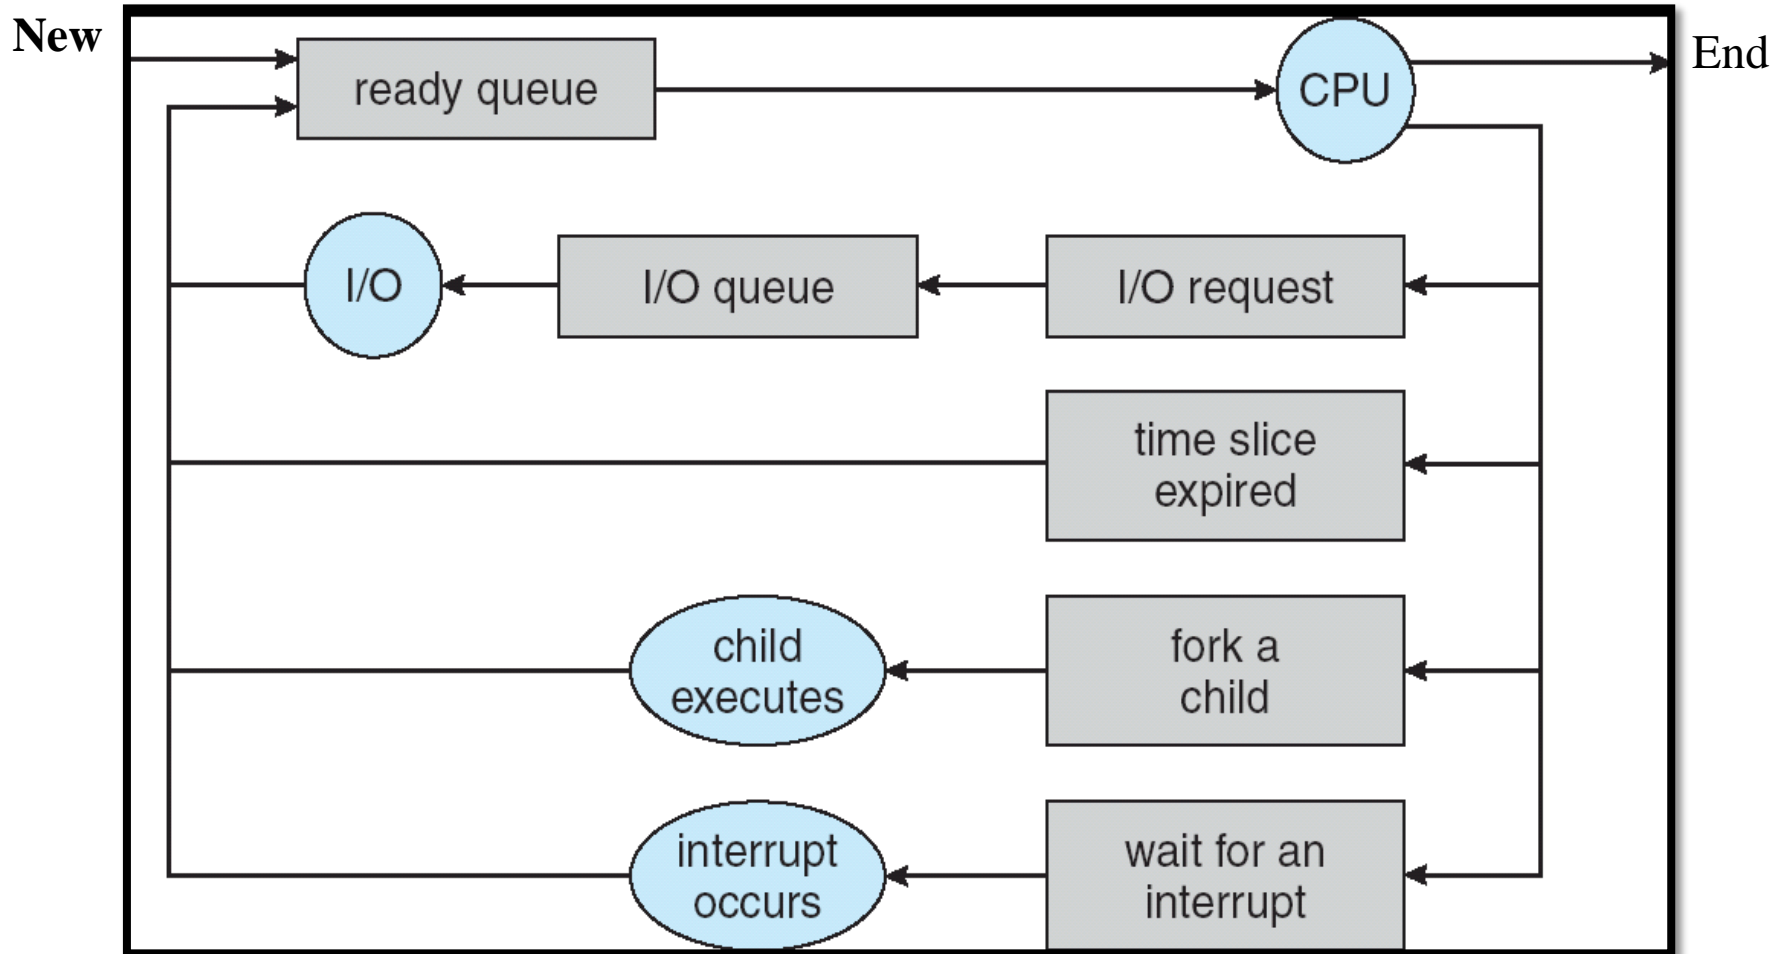 New
End
ready queue
CPU
I/O
I/O queue
I/O request
time slice
expired
child
executes
fork a
child
interrupt
occurs
wait for an
interrupt